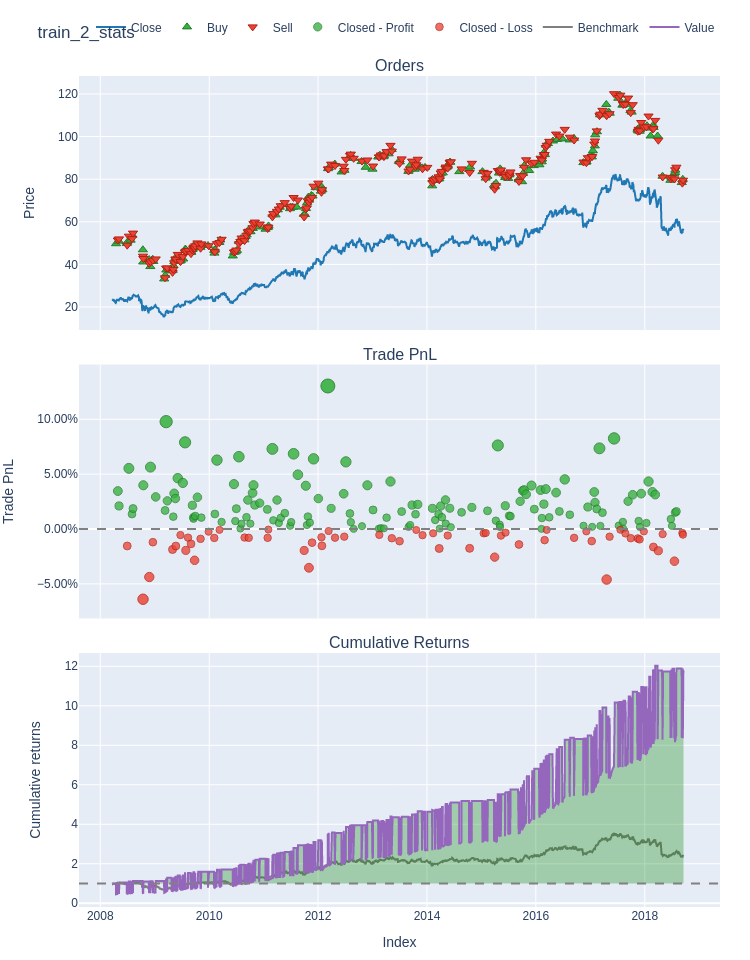 train_2_stats
Close Buy Sell Closed - Profit Closed - Loss Benchmark Value
Orders
120
100
80
60
40
20
Price
Trade PnL
10.00%
5.00%
0.00%
−5.00%
Trade PnL
Cumulative Returns
12
10
8
6
4
2
0
Cumulative returns
2008 2010 2012 2014 2016 2018
Index